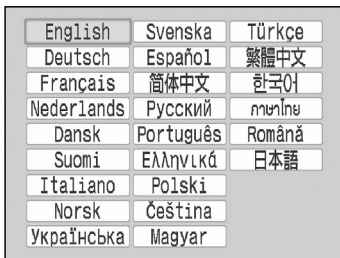 English Svenska Türkçe
Deutsch Español 繁體中文
Français 简体中文 한국어
Nederlands Русский ภาษาไทย
Dansk Português Română
Suomi Ελληνικά 日本語
Italiano Polski
Norsk Čeština
Українська Magyar